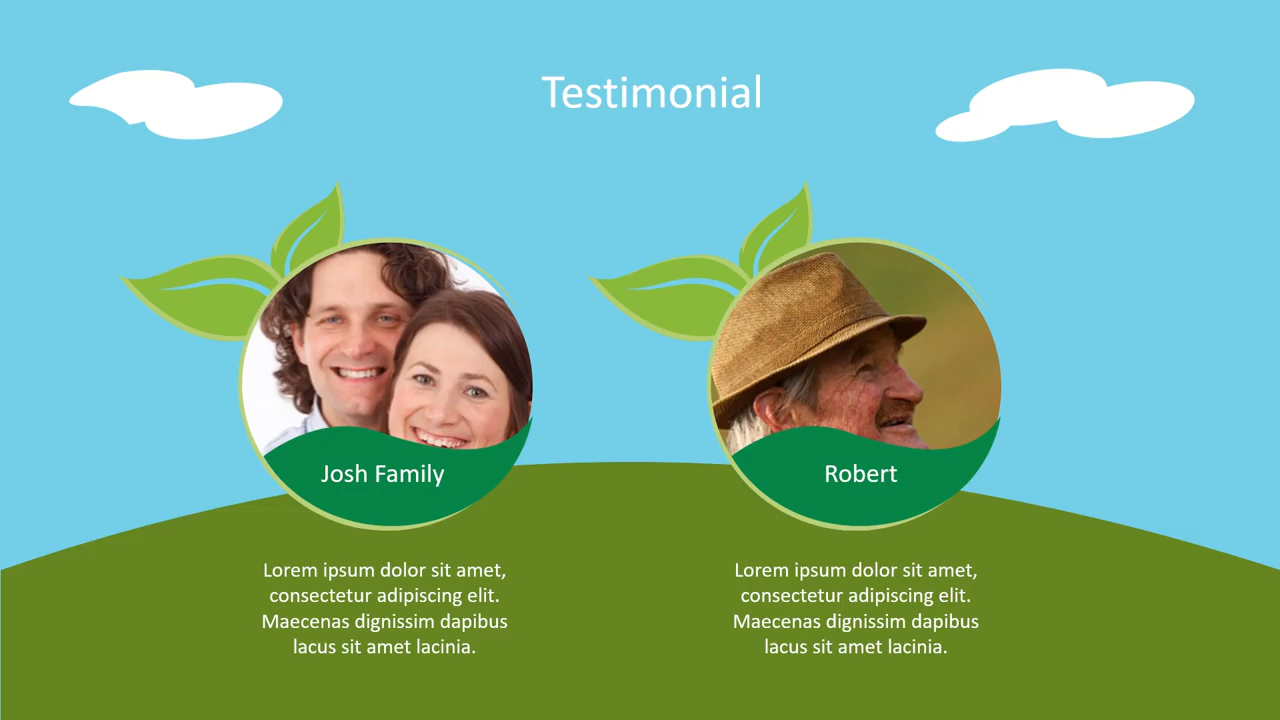 Testimonial
Josh Family
Lorem ipsum dolor sit amet,
consectetur adipiscing elit.
Maecenas dignissim dapibus
lacus sit amet lacinia.
Robert
Lorem ipsum dolor sit amet,
consectetur adipiscing elit.
Maecenas dignissim dapibus
lacus sit amet lacinia.